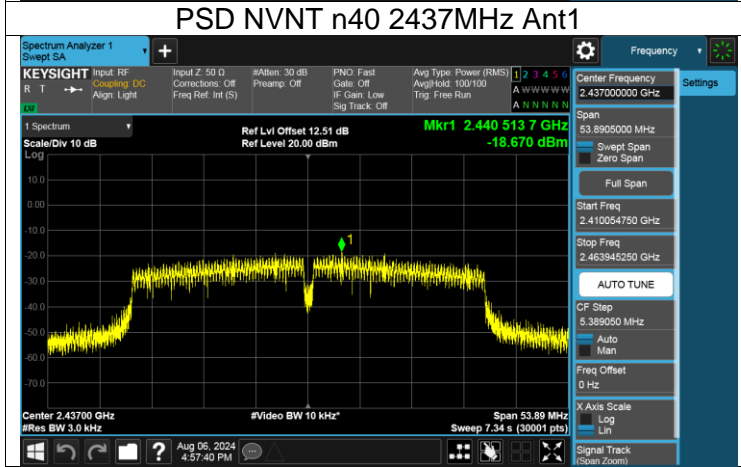 PSD NVNT n40 2437MHz Ant1
Spectrum Analyzer 1
Swept SA
Frequency
KEYSIGHT
R T
LW
Input: RF
Coupling: DC
Align: Light
Input Z: 50 Ω
Corrections: Off
Freq Ref: Int (S)
#Atten: 30 dB
Preamp: Off
PNO: Fast
Gate: Off
IF Gain: Low
Sig Track: Off
Avg Type: Power (RMS)
Avg|Hold: 100/100
Trig: Free Run
1 2 3 4 5 6
A W W W W W
A N N N N N
Center Frequency
2.437000000 GHz
Settings
Span
53.8905000 MHz
Swept Span
Zero Span
Full Span
Start Freq
2.410054750 GHz
Stop Freq
2.463945250 GHz
AUTO TUNE
CF Step
5.389050 MHz
Auto
Man
Freq Offset
0 Hz
X Axis Scale
Log
Lin
Signal Track
(Span Zoom)
1 Spectrum
Scale/Div 10 dB
Log
Ref Lvl Offset 12.51 dB
Ref Level 20.00 dBm
Mkr1 2.440 513 7 GHz
-18.670 dBm
1
10.0
0.00
-10.0
-20.0
-30.0
-40.0
-50.0
-60.0
-70.0
Center 2.43700 GHz
#Res BW 3.0 kHz
#Video BW 10 kHz*
Span 53.89 MHz
Sweep 7.34 s (30001 pts)
?
Aug 06, 2024
4:57:40 PM